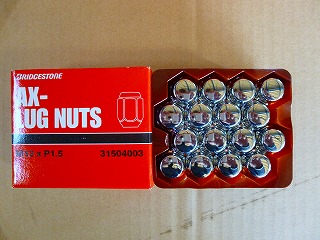 BRIDGESTONE
AX-
LUG NUTS
P1.5 31504003